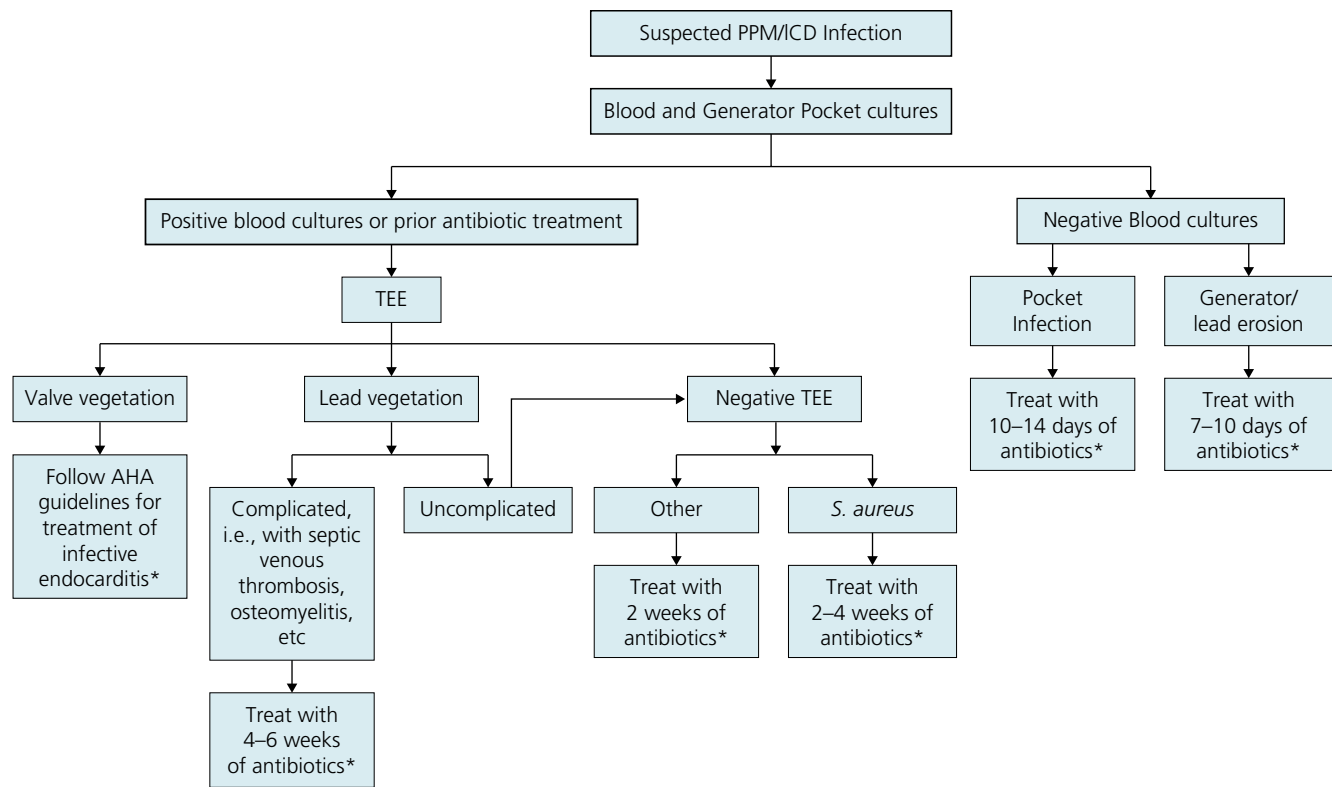 Suspected PPM/ICD Infection
Blood and Generator Pocket cultures
Positive blood cultures or prior antibiotic treatment
Negative Blood cultures
TEE
Pocket
Infection
Generator/
lead erosion
Valve vegetation
Lead vegetation
Negative TEE
Treat with
10–14 days of
antibiotics*
Treat with
7–10 days of
antibiotics*
Follow AHA
guidelines for
treatment of
infective
endocarditis*
Complicated,
i.e., with septic
venous
thrombosis,
osteomyelitis,
etc
Uncomplicated
Other
S. aureus
Treat with
2 weeks of
antibiotics*
Treat with
2–4 weeks of
antibiotics*
Treat with
4–6 weeks
of antibiotics*